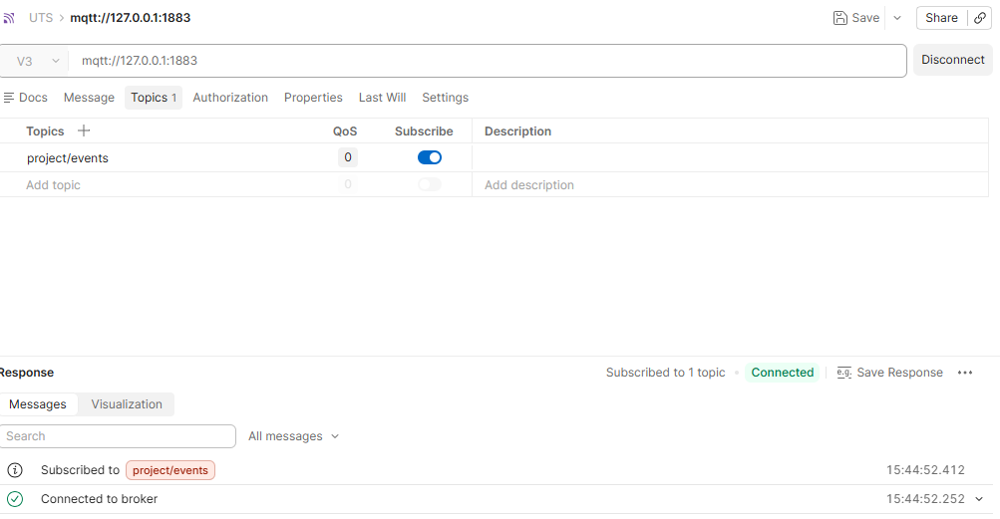 UTS > mqtt://127.0.0.1:1883 Save Share
V3 mqtt://127.0.0.1:1883 Disconnect
Docs Message Topics 1 Authorization Properties Last Will Settings
Topics + QoS Subscribe Description
project/events 0
Add topic 0 Add description
Response Subscribed to 1 topic • Connected e.g. Save Response •••
Messages Visualization
Search All messages
Subscribed to project/events 15:44:52.412
Connected to broker 15:44:52.252